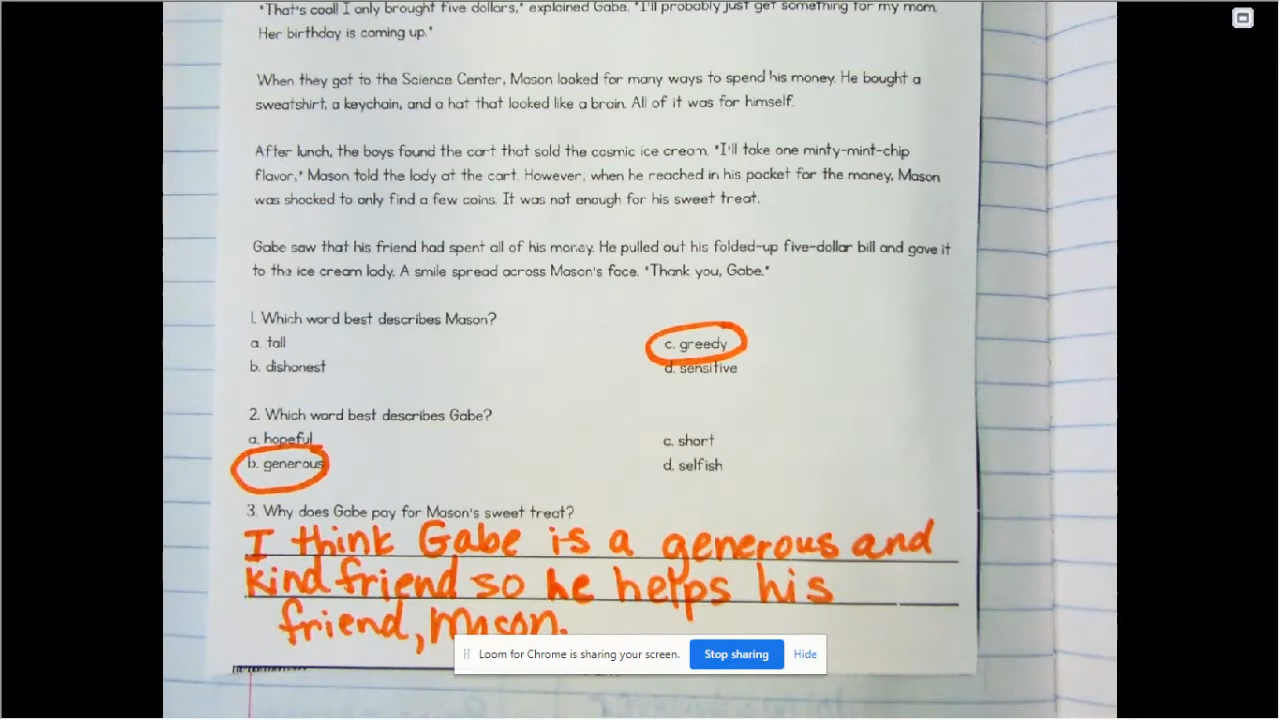 "That's cool! I only brought five dollars," explained Gabe. "I'll probably just get something for my mom.
Her birthday is coming up."
When they got to the Science Center, Mason looked for many ways to spend his money. He bought a
sweatshirt, a keychain, and a hat that looked like a brain. All of it was for himself.
After lunch, the boys found the cart that sold the cosmic ice cream. "I'll take one minty-mint-chip
flavor," Mason told the lady at the cart. However, when he reached in his pocket for the money, Mason
was shocked to only find a few coins. It was not enough for his sweet treat.
Gabe saw that his friend had spent all of his money. He pulled out his folded-up five-dollar bill and gave it
to the ice cream lady. A smile spread across Mason's face. "Thank you, Gabe."
1. Which word best describes Mason?
a. tall
c. greedy
b. dishonest
d. sensitive
2. Which word best describes Gabe?
a. hopeful
c. short
b. generous
d. selfish
3. Why does Gabe pay for Mason's sweet treat?
I think Gabe is a generous and
kind friend so he helps his
friend, Mason.
Loom for Chrome is sharing your screen. Stop sharing Hide